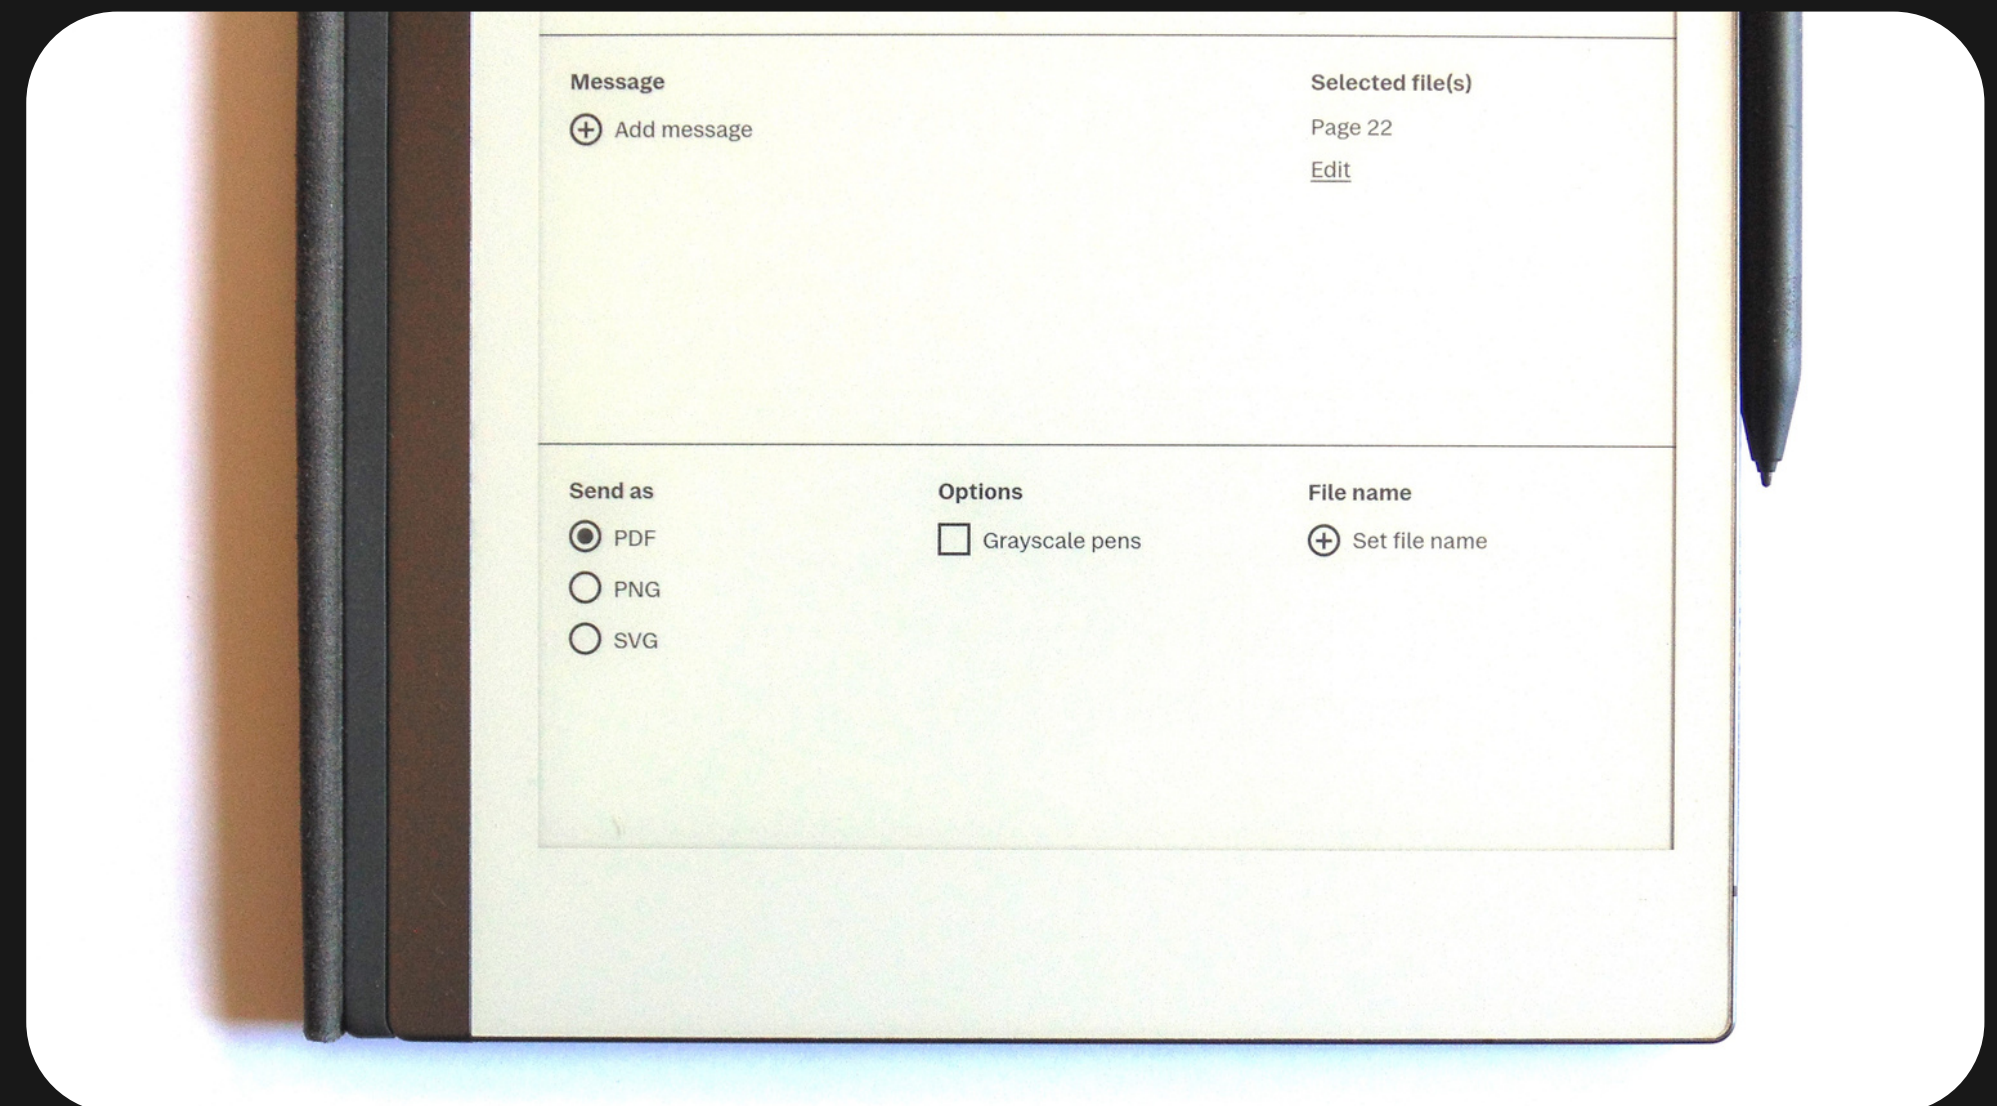 Message
Add message
Selected file(s)
Page 22
Edit
Send as
PDF
PNG
SVG
Options
Grayscale pens
File name
Set file name